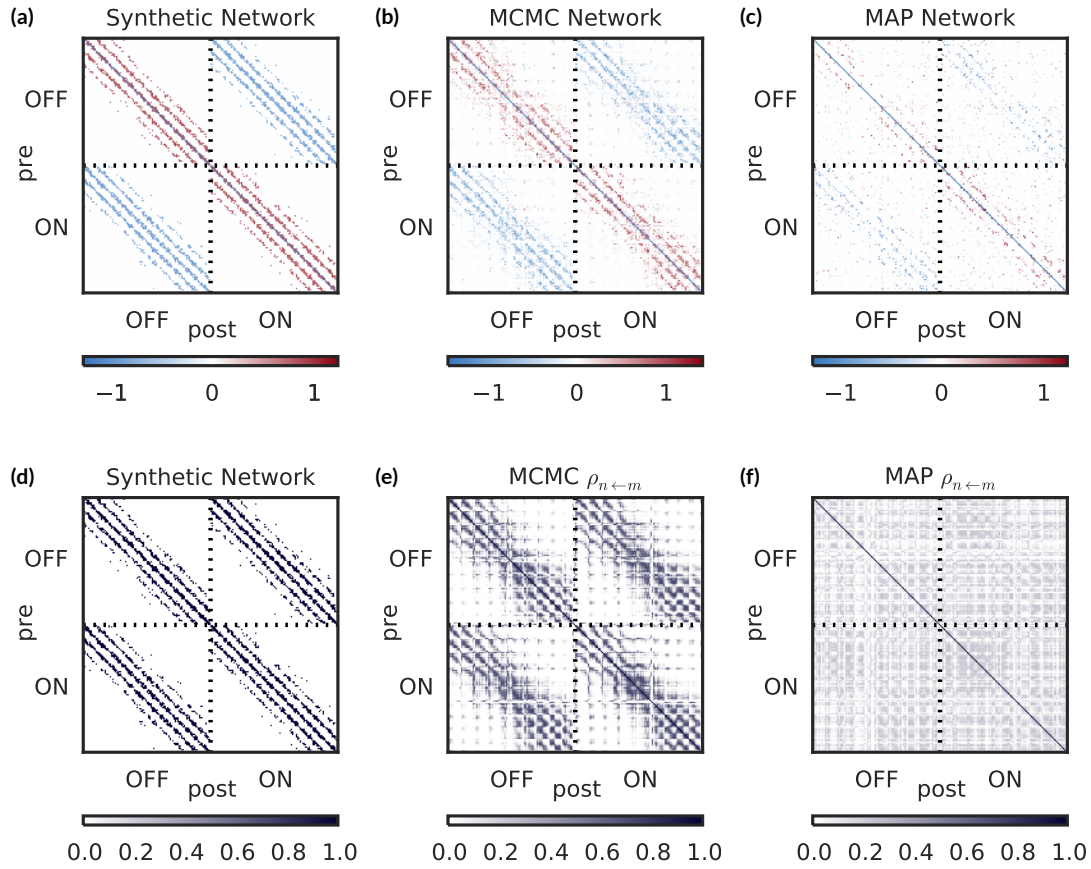 (a) Synthetic Network
(b) MCMC Network
(c) MAP Network
OFF
pre
ON
OFF post ON
−1 0 1
OFF
pre
ON
OFF post ON
−1 0 1
OFF
pre
ON
OFF post ON
−1 0 1
(d) Synthetic Network
(e) MCMC ρn←m
(f) MAP ρn←m
OFF
pre
ON
OFF post ON
0.0 0.2 0.4 0.6 0.8 1.0
OFF
pre
ON
OFF post ON
0.0 0.2 0.4 0.6 0.8 1.0
OFF
pre
ON
OFF post ON
0.0 0.2 0.4 0.6 0.8 1.0